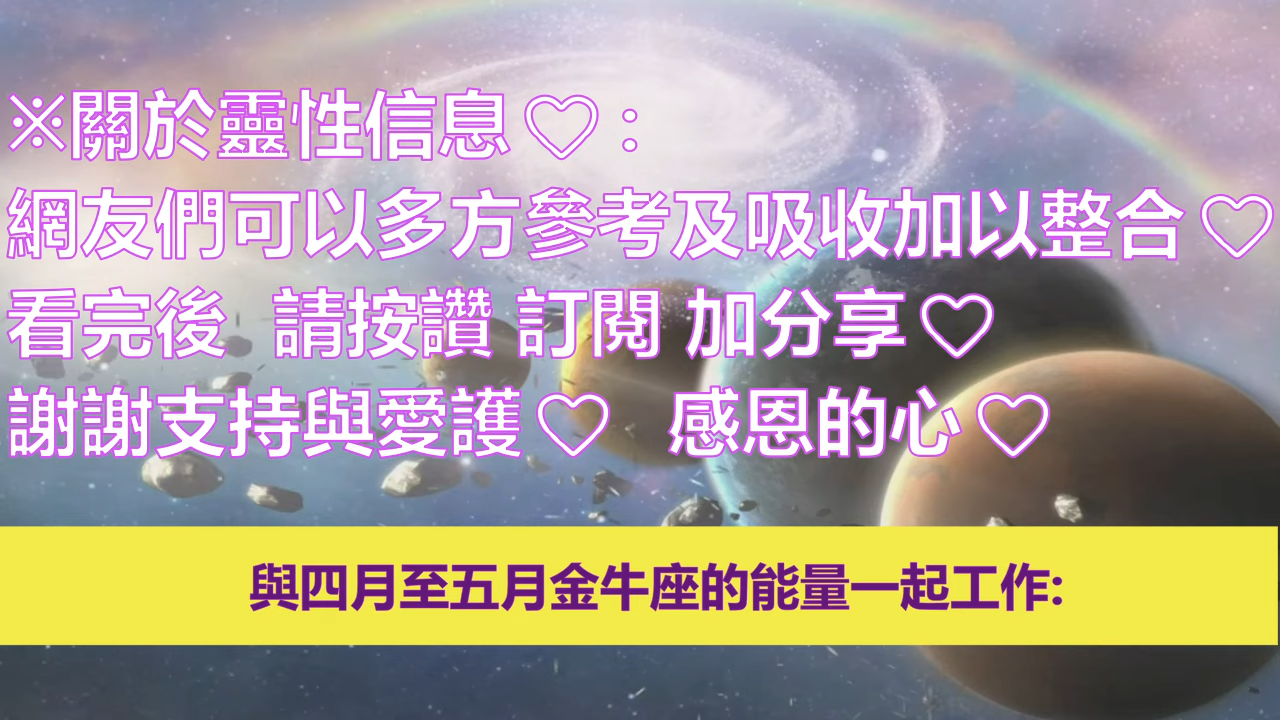 ※關於靈性信息♡:
網友們可以多方參考及吸收加以整合♡
看完後 請按讚 訂閱 加分享♡
謝謝支持與愛護♡ 感恩的心♡
與四月至五月金牛座的能量一起工作: